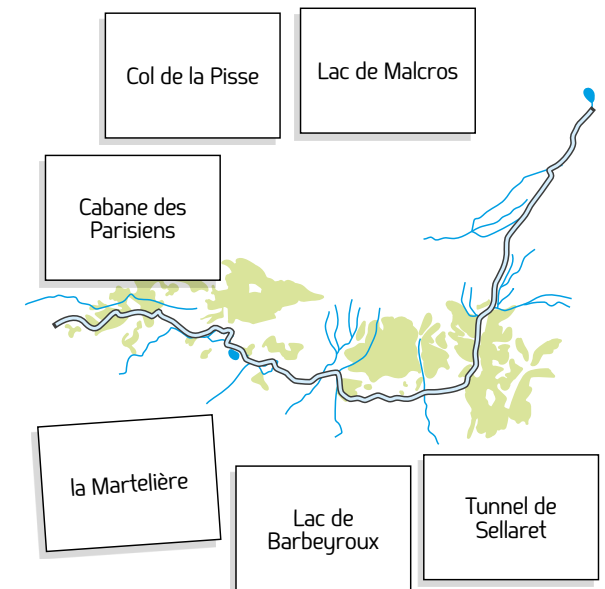 Col de la Pisse
Lac de Malcros
Cabane des
Parisiens
la Martelière
Lac de
Barbeyroux
Tunnel de
Sellaret